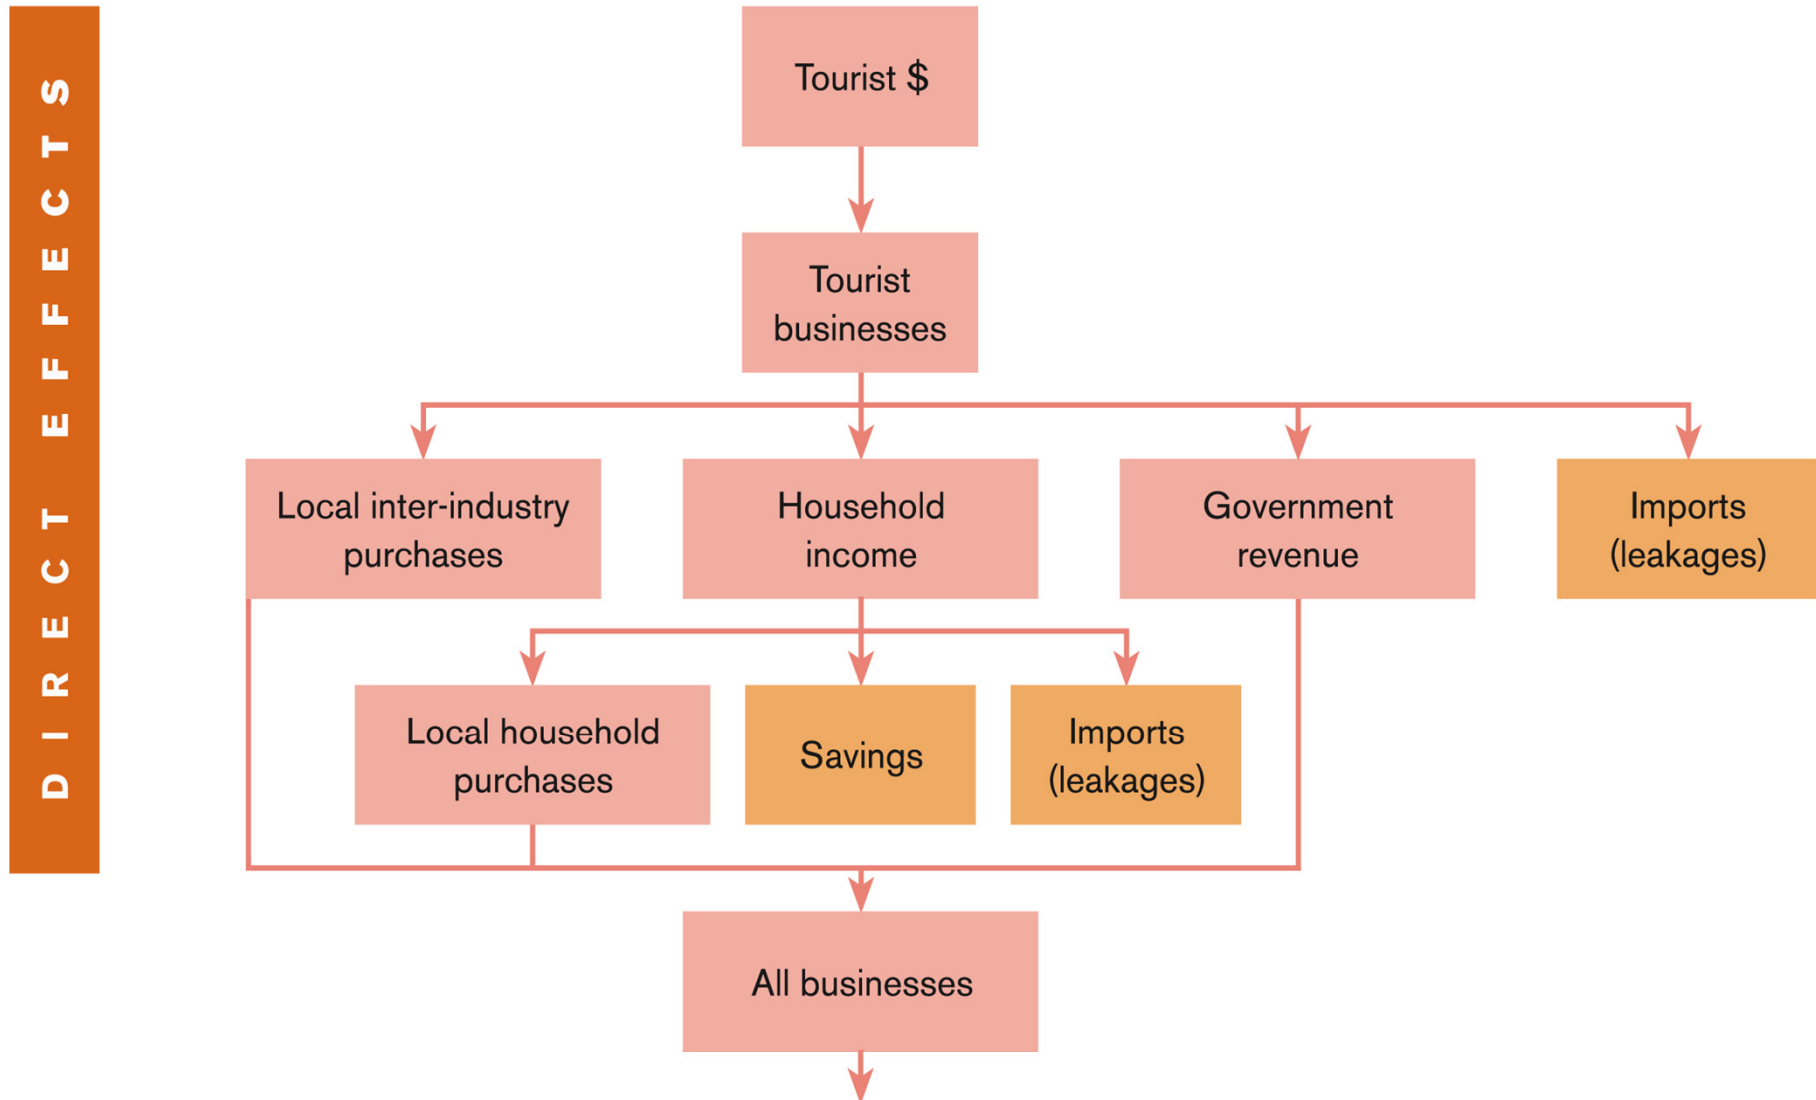 DIRECT EFFECTS
Tourist $
Tourist
businesses
Local inter-industry
purchases
Household
income
Government
revenue
Imports
(leakages)
Local household
purchases
Savings
Imports
(leakages)
All businesses